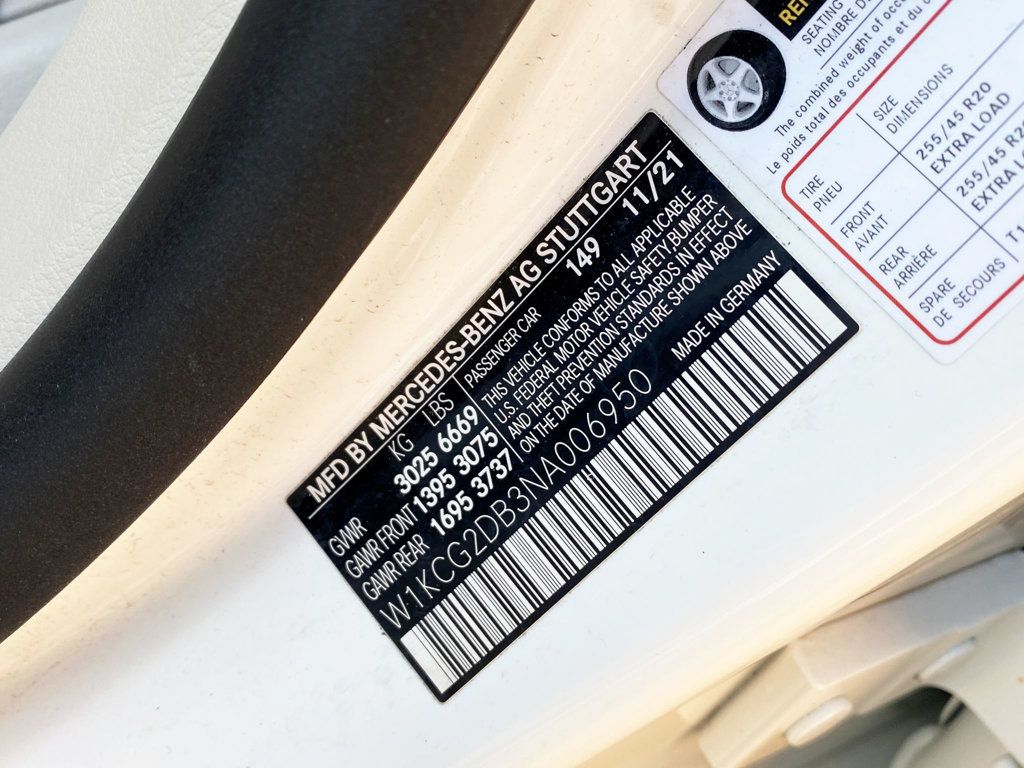 MFD BY MERCEDES-BENZ AG STUTTGART
KG LBS PASSENGER CAR 149 11/21
GVWR 3025 6669
GAWR FRONT 1395 3075
GAWR REAR 1695 3737
THIS VEHICLE CONFORMS TO ALL APPLICABLE
U.S. FEDERAL MOTOR VEHICLE SAFETY BUMPER
AND THEFT PREVENTION STANDARDS IN EFFECT
ON THE DATE OF MANUFACTURE SHOWN ABOVE
W1KCG2DB3NA006950 MADE IN GERMANY
SEATING
NOMBRE
The combined weight of
Le poids total des occupants et du
TIRE
PNEU
SIZE
DIMENSIONS
FRONT
AVANT
255/45 R20
EXTRA LOAD
REAR
ARRIÈRE
255/45
EXTRA
SPARE
DE SECOURS